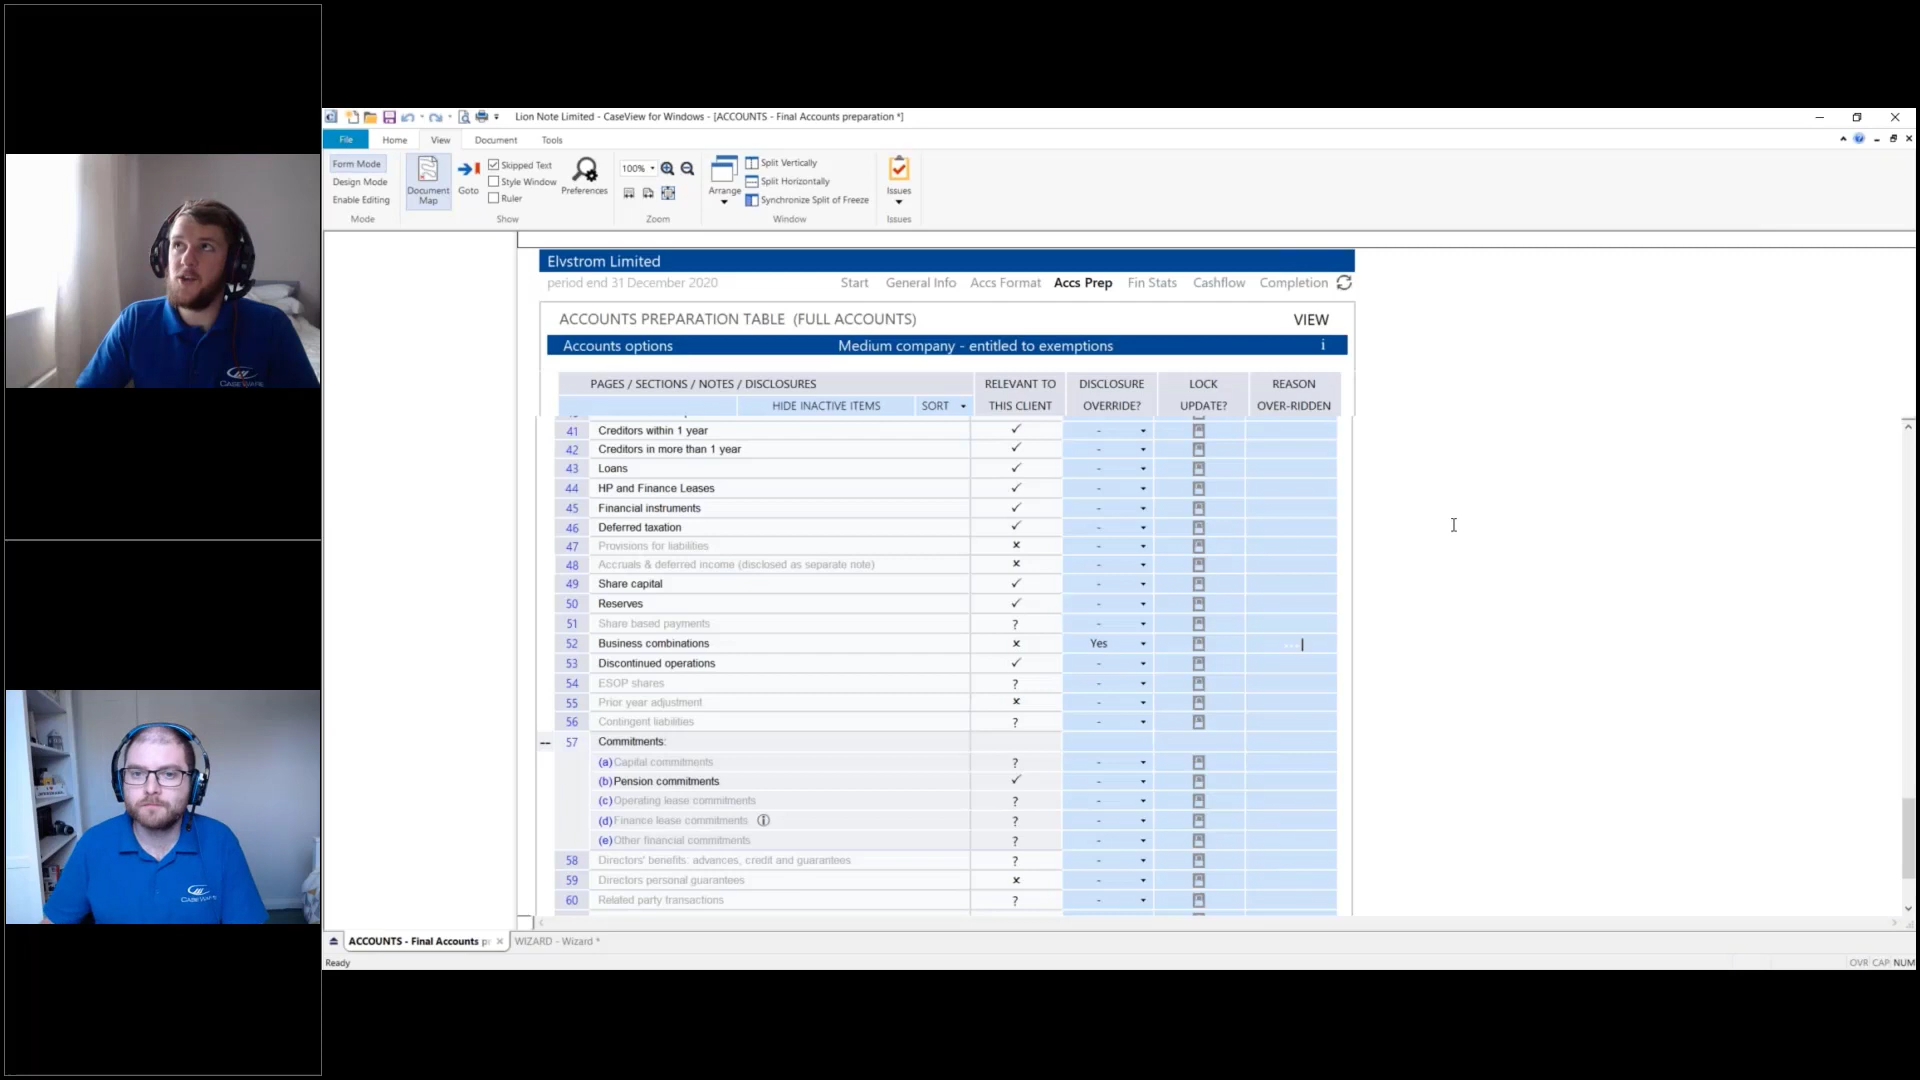 Lion Note Limited - CaseView for Windows - [ACCOUNTS - Final Accounts preparation *]
File Home View Document Tools
Form Mode
Design Mode
Enable Editing
Mode
Document Map
Goto
Skipped Text
Style Window
Ruler
Show
Preferences
100%
Zoom
Arrange
Split Vertically
Split Horizontally
Synchronize Split of Freeze
Window
Issues
Issues
Elvstrom Limited
period end 31 December 2020
Start General Info Accs Format Accs Prep Fin Stats Cashflow Completion
ACCOUNTS PREPARATION TABLE (FULL ACCOUNTS) VIEW
Accounts options Medium company - entitled to exemptions i
PAGES / SECTIONS / NOTES / DISCLOSURES RELEVANT TO DISCLOSURE LOCK REASON
HIDE INACTIVE ITEMS SORT THIS CLIENT OVERRIDE? UPDATE? OVER-RIDDEN
41 Creditors within 1 year ✓ -
42 Creditors in more than 1 year ✓ -
43 Loans ✓ -
44 HP and Finance Leases ✓ -
45 Financial instruments ✓ -
46 Deferred taxation ✓ -
47 Provisions for liabilities x -
48 Accruals & deferred income (disclosed as separate note) x -
49 Share capital ✓ -
50 Reserves ✓ -
51 Share based payments ? -
52 Business combinations x Yes ...
53 Discontinued operations ✓ -
54 ESOP shares ? -
55 Prior year adjustment x -
56 Contingent liabilities ? -
-- 57 Commitments:
(a) Capital commitments ? -
(b) Pension commitments ✓ -
(c) Operating lease commitments ? -
(d) Finance lease commitments i ? -
(e) Other financial commitments ? -
58 Directors' benefits: advances, credit and guarantees ? -
59 Directors personal guarantees x -
60 Related party transactions ? -
ACCOUNTS - Final Accounts pr WIZARD - Wizard *
Ready OVR CAP NUM
CASEWARE
CASEWARE